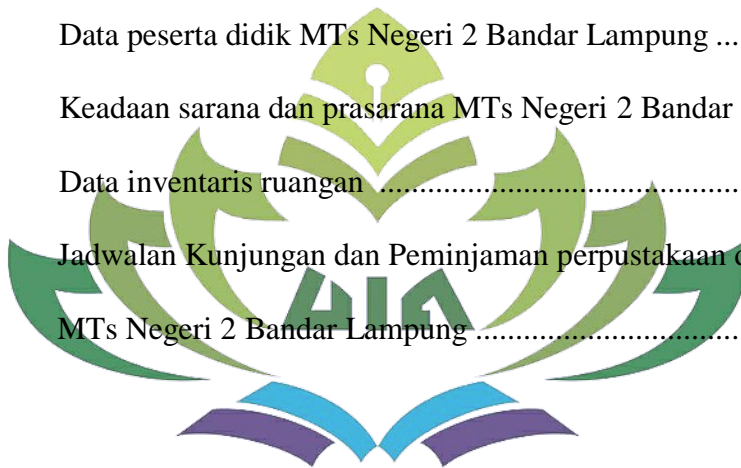 Data peserta didik MTs Negeri 2 Bandar Lampung ...
Keadaan sarana dan prasarana MTs Negeri 2 Bandar
Data inventaris ruangan .........................................
Jadwalan Kunjungan dan Peminjaman perpustakaan d
MTs Negeri 2 Bandar Lampung ..............................
UIN